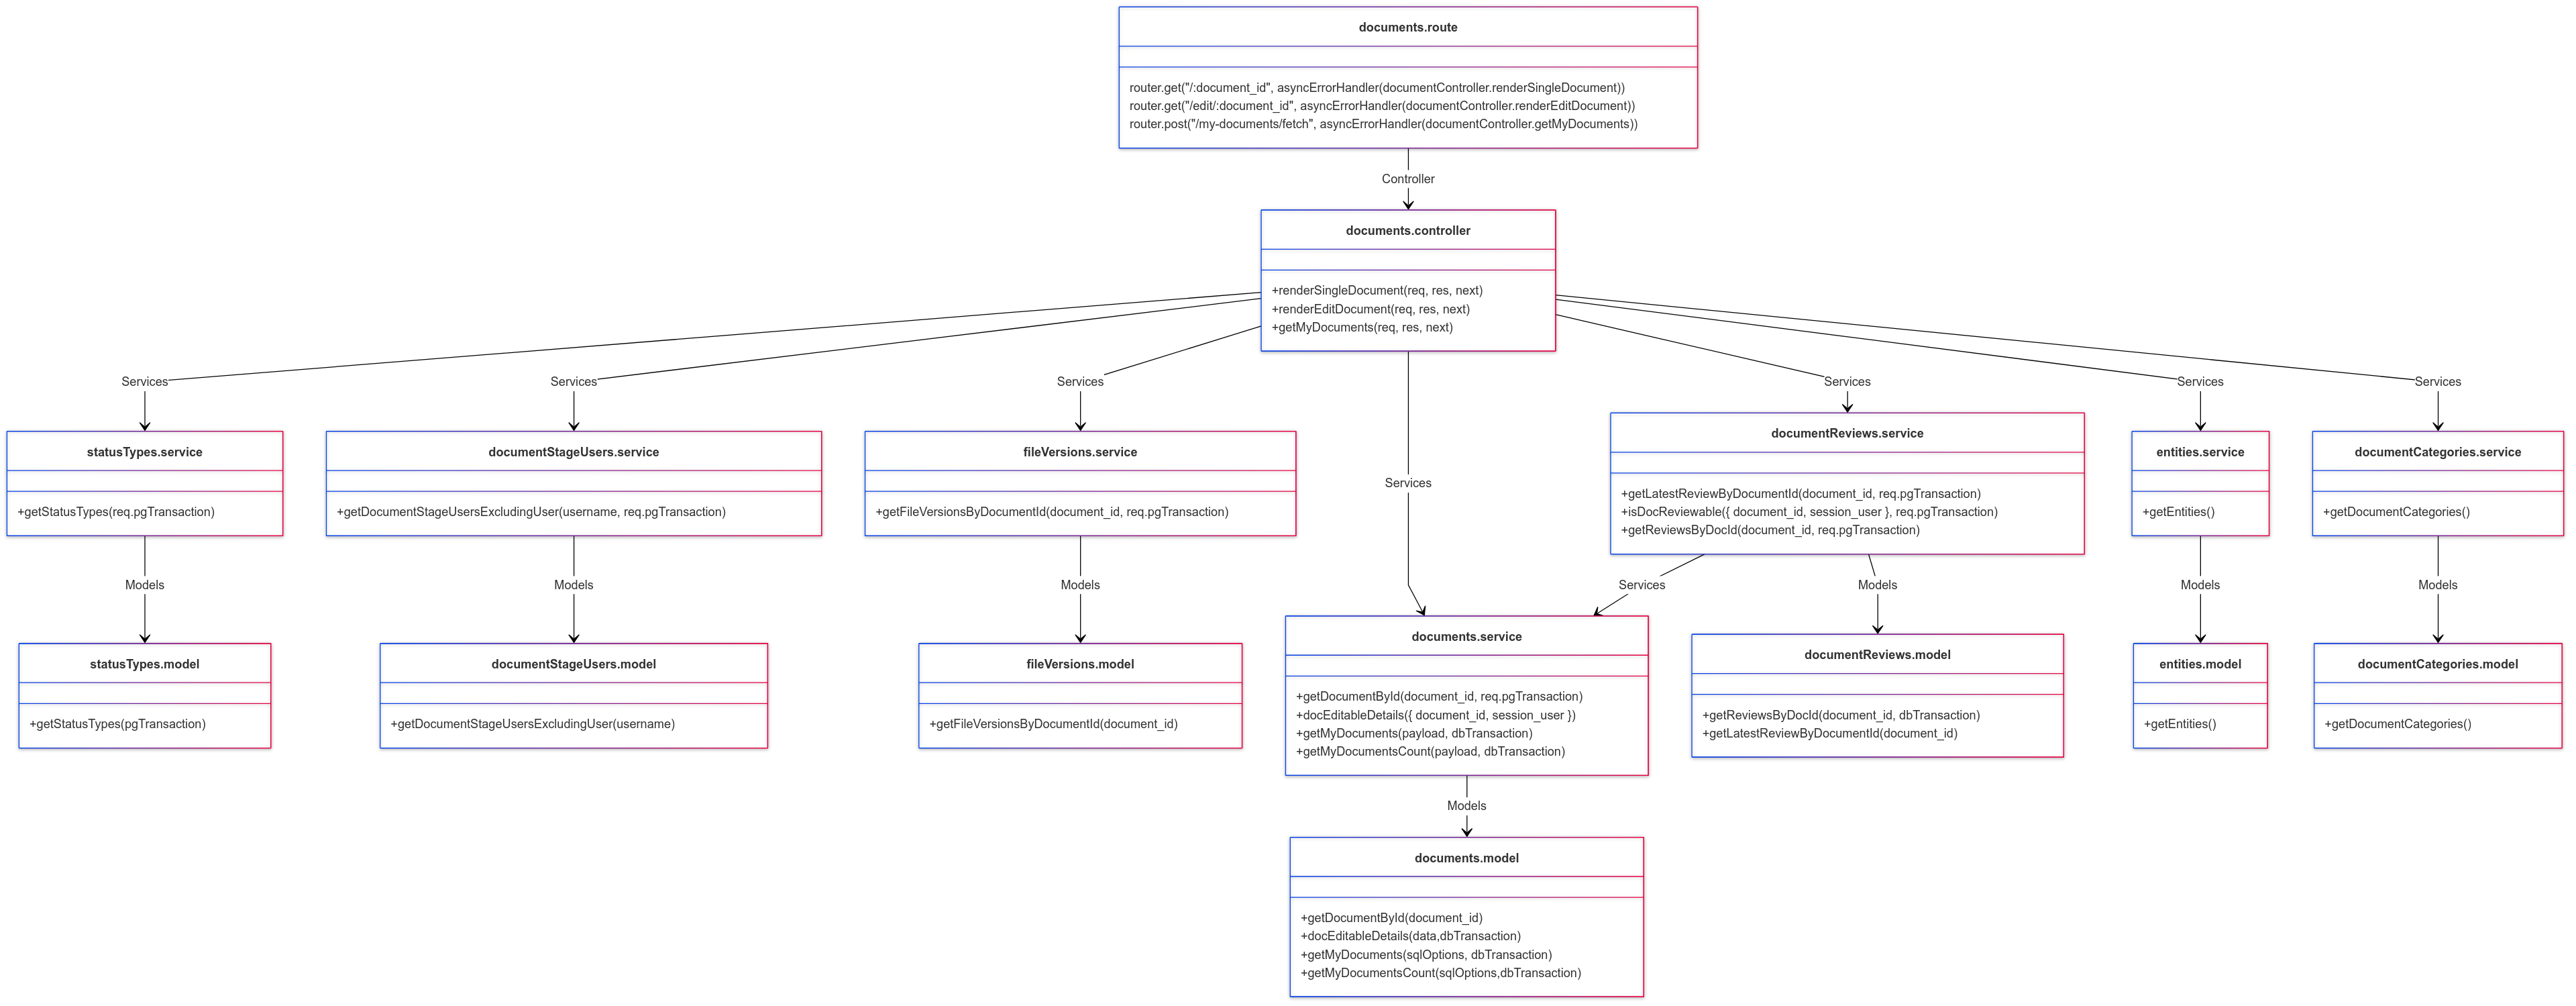 documents.route
router.get("/:document_id", asyncErrorHandler(documentController.renderSingleDocument))
router.get("/edit/:document_id", asyncErrorHandler(documentController.renderEditDocument))
router.post("/my-documents/fetch", asyncErrorHandler(documentController.getMyDocuments))
Controller
documents.controller
+renderSingleDocument(req, res, next)
+renderEditDocument(req, res, next)
+getMyDocuments(req, res, next)
Services
Services
Services
Services
Services
Services
Services
statusTypes.service
+getStatusTypes(req.pgTransaction)
documentStageUsers.service
+getDocumentStageUsersExcludingUser(username, req.pgTransaction)
fileVersions.service
+getFileVersionsByDocumentId(document_id, req.pgTransaction)
documentReviews.service
+getLatestReviewByDocumentId(document_id, req.pgTransaction)
+isDocReviewable({ document_id, session_user }, req.pgTransaction)
+getReviewsByDocId(document_id, req.pgTransaction)
entities.service
+getEntities()
documentCategories.service
+getDocumentCategories()
Models
Models
Models
Services
Models
Models
Models
statusTypes.model
+getStatusTypes(pgTransaction)
documentStageUsers.model
+getDocumentStageUsersExcludingUser(username)
fileVersions.model
+getFileVersionsByDocumentId(document_id)
documents.service
+getDocumentById(document_id, req.pgTransaction)
+docEditableDetails({ document_id, session_user })
+getMyDocuments(payload, dbTransaction)
+getMyDocumentsCount(payload, dbTransaction)
documentReviews.model
+getReviewsByDocId(document_id, dbTransaction)
+getLatestReviewByDocumentId(document_id)
entities.model
+getEntities()
documentCategories.model
+getDocumentCategories()
Models
documents.model
+getDocumentById(document_id)
+docEditableDetails(data,dbTransaction)
+getMyDocuments(sqlOptions, dbTransaction)
+getMyDocumentsCount(sqlOptions,dbTransaction)